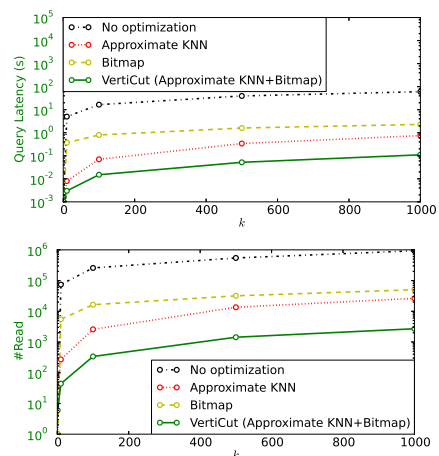 10^5
10^4
10^3
10^2
10^1
10^0
10^-1
10^-2
10^-3
Query Latency (s)
No optimization
Approximate KNN
Bitmap
VertiCut (Approximate KNN+Bitmap)
0 200 400 600 800 1000
k
10^6
10^5
10^4
10^3
10^2
10^1
10^0
#Read
No optimization
Approximate KNN
Bitmap
VertiCut (Approximate KNN+Bitmap)
0 200 400 600 800 1000
k